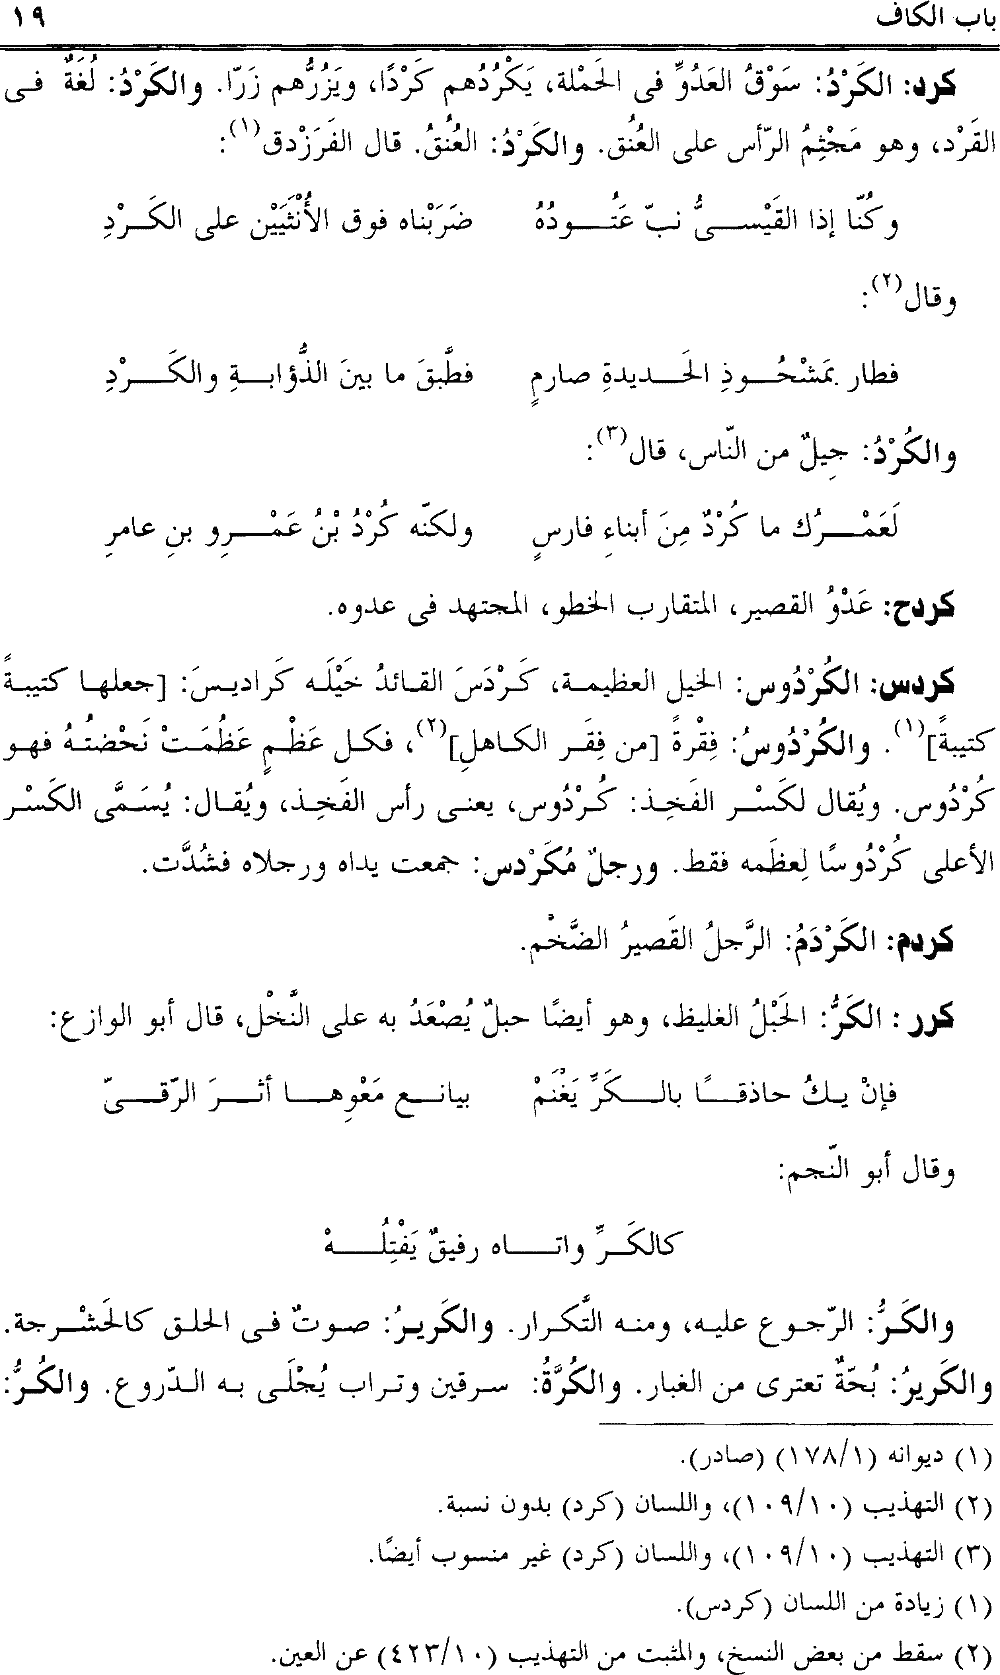 باب الكاف ١٩
كرد: الكَرْدُ: سَوْقُ العَدُوِّ فى الحَمْلة، يَكْرُدُهم كَرْدًا، ويَزُرُّهم زَرّا. والكَرْدُ: لُغَةٌ فى
القَرْد، وهو مَجْثِمُ الرّأس على العُنُق. والكَرْدُ: العُنُقُ. قال الفَرَزْدق(١):
وكُنّا إذا القَيْسىُّ نبّ عَتُودُهُ ضَرَبْناه فوق الأُنْثَيَيْن على الكَرْدِ
وقال(٢):
فطار بمَشْحُوذِ الحَديدةِ صارمٍ فطَّبقَ ما بينَ الذُّؤابةِ والكَرْدِ
والكُرْدُ: جِيلٌ من النّاس، قال(٣):
لَعَمْرُك ما كُرْدٌ مِنَ أبناءِ فارسٍ ولكنّه كُرْدُ بْنُ عَمْرِو بنِ عامرِ
كردح: عَدْوُ القصير، المتقارب الخطو، المجتهد فى عدوه.
كردس: الكُرْدُوس: الخيل العظيمة، كَرْدَسَ القائدُ خَيْلَه كَراديسَ: [جعلها كتيبةً
كتيبةً](١). والكُرْدُوسُ: فِقْرةً [من فِقَر الكاهلِ](٢)، فكل عَظْمٍ عَظُمَتْ نَحْضتُهُ فهو
كُرْدُوس. ويُقال لكَسْر الفَخِذ: كُرْدُوس، يعنى رأس الفَخِذ، ويُقال: يُسَمَّى الكَسْر
الأعلى كُرْدُوسًا لِعظَمه فقط. ورجلٌ مُكَرْدس: جمعت يداه ورجلاه فشُدَّت.
كردم: الكَرْدَمُ: الرَّجلُ القَصيرُ الضَّخْم.
كرر: الكَرُّ: الحَبْلُ الغليظ، وهو أيضًا حبلٌ يُصْعَدُ به على النَّخْل، قال أبو الوازع:
فإنْ يكُ حاذقًا بالكَرِّ يَغْنَمْ بيانع مَعْوِها أثرَ الرّقىّ
وقال أبو النّجم:
كالكَرِّ واتاه رفيقٌ يَفْتِلُهْ
والكَرُّ: الرّجوع عليه، ومنه التَّكرار. والكَريرُ: صوتٌ فى الحلق كالحَشْرجة.
والكَريرُ: بُحّةٌ تعترى من الغبار. والكُرَّةُ: سرقين وتراب يُجْلَى به الدّروع. والكُرُّ:
(١) ديوانه (١٧٨/١) (صادر).
(٢) التهذيب (١٠٩/١٠)، واللسان (كرد) بدون نسبة.
(٣) التهذيب (١٠٩/١٠)، واللسان (كرد) غير منسوب أيضًا.
(١) زيادة من اللسان (كردس).
(٢) سقط من بعض النسخ، والمثبت من التهذيب (٤٢٣/١٠) عن العين.